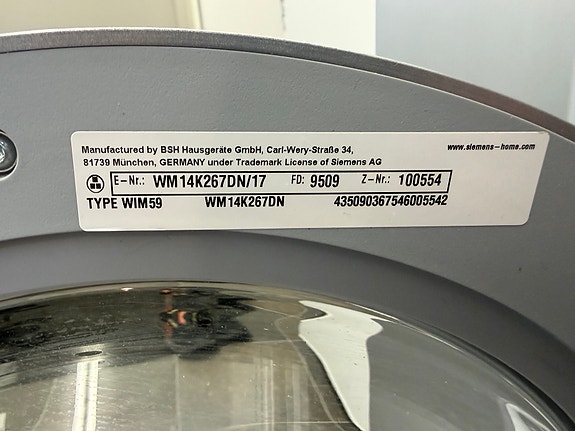 Manufactured by BSH Hausgeräte GmbH, Carl-Wery-Straße 34,
81739 München, GERMANY under Trademark License of Siemens AG
www.siemens-home.com
E-Nr.: WM14K267DN/17 FD: 9509 Z-Nr.: 100554
TYPE WIM59 WM14K267DN 435090367546005542